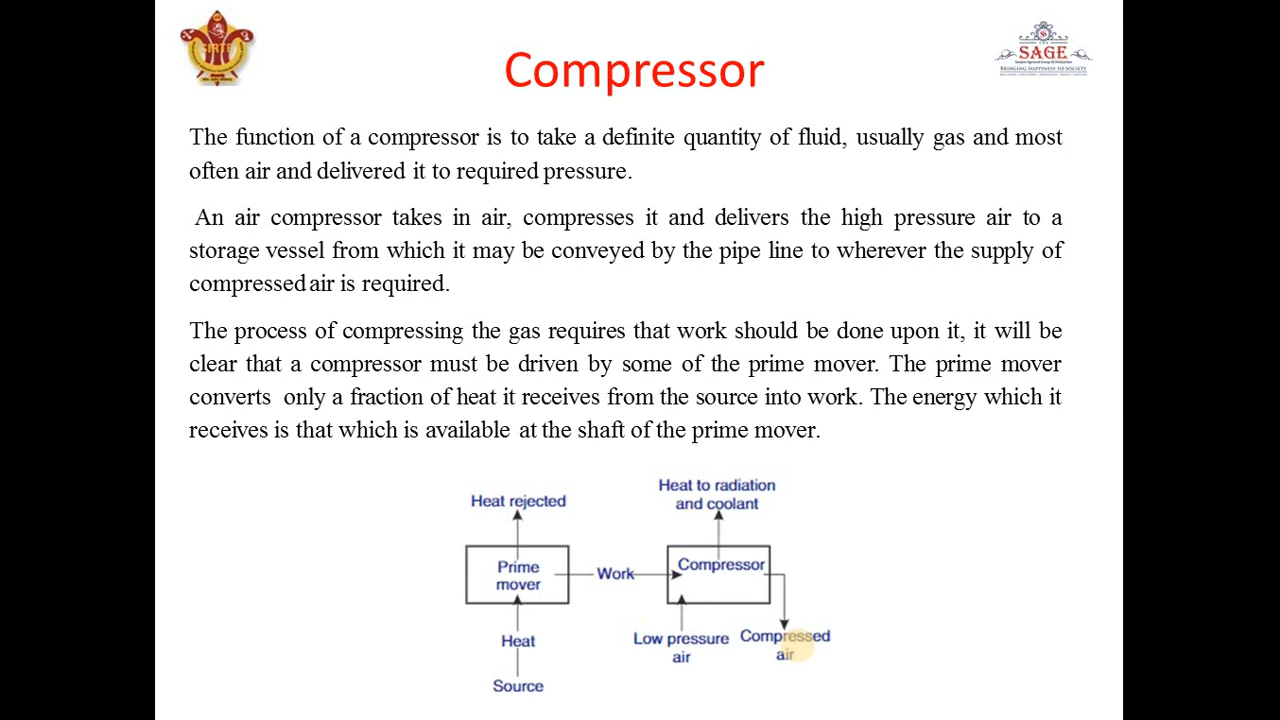 SIRTE
SAGE
BRINGING HAPPINESS TO SOCIETY
Compressor
The function of a compressor is to take a definite quantity of fluid, usually gas and most
often air and delivered it to required pressure.
An air compressor takes in air, compresses it and delivers the high pressure air to a
storage vessel from which it may be conveyed by the pipe line to wherever the supply of
compressed air is required.
The process of compressing the gas requires that work should be done upon it, it will be
clear that a compressor must be driven by some of the prime mover. The prime mover
converts only a fraction of heat it receives from the source into work. The energy which it
receives is that which is available at the shaft of the prime mover.
Heat rejected
Heat to radiation
and coolant
Prime
mover
Work
Compressor
Heat
Source
Low pressure
air
Compressed
air